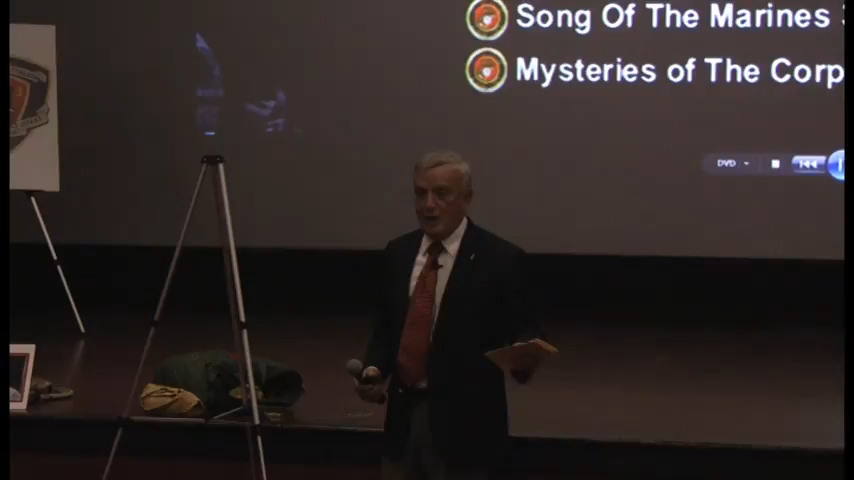 Song Of The Marines
Mysteries of The Corp
DVD